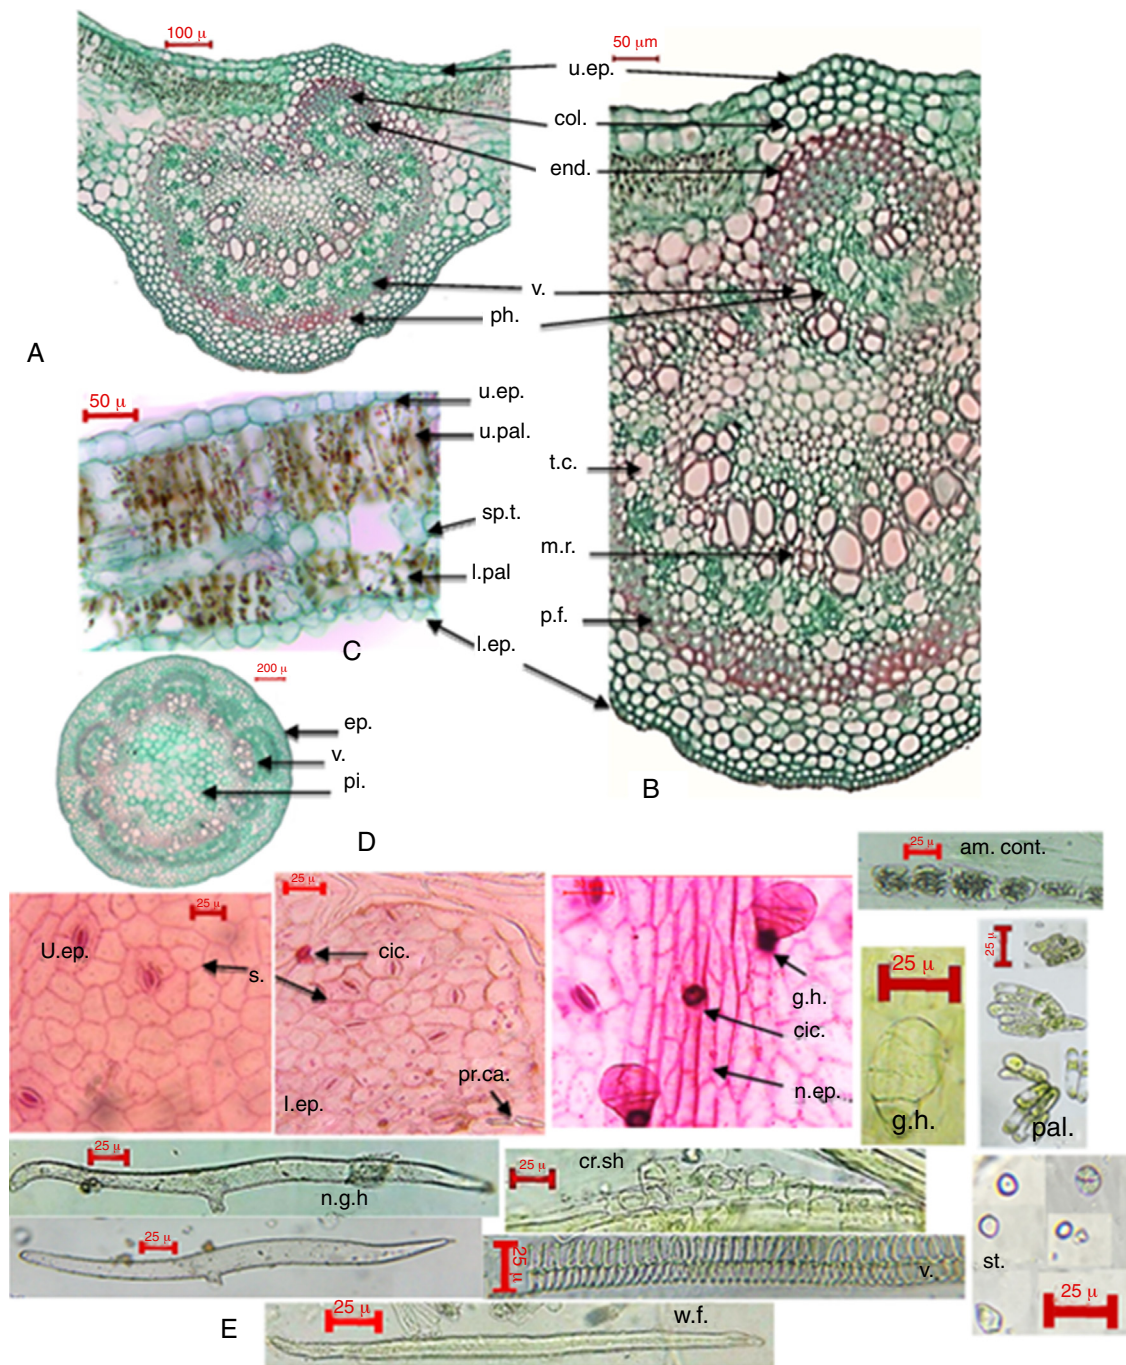 100 µ
50 µm
u.ep.
col.
end.
v.
ph.
A
50 µ
u.ep.
u.pal.
t.c.
sp.t.
m.r.
l.pal
p.f.
l.ep.
C
200 µ
ep.
v.
pi.
B
D
25 µ
am. cont.
25 µ
25 µ
U.ep.
s.
cic.
25 µ
25 µ
g.h.
cic.
pr.ca.
n.ep.
l.ep.
g.h.
pal.
25 µ
n.g.h
cr.sh
25 µ
25 µ
25 µ
v.
st.
25 µ
25 µ
w.f.
E